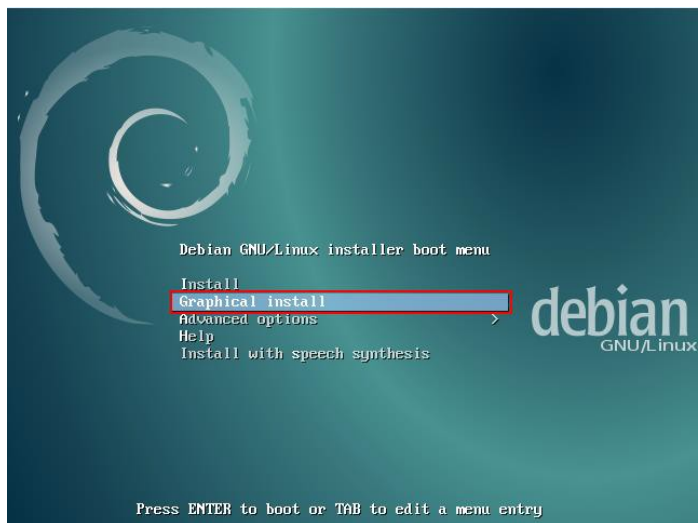 Debian GNU/Linux installer boot menu
Install
Graphical install
Advanced options >
Help
Install with speech synthesis
debian
GNU/Linux
Press ENTER to boot or TAB to edit a menu entry